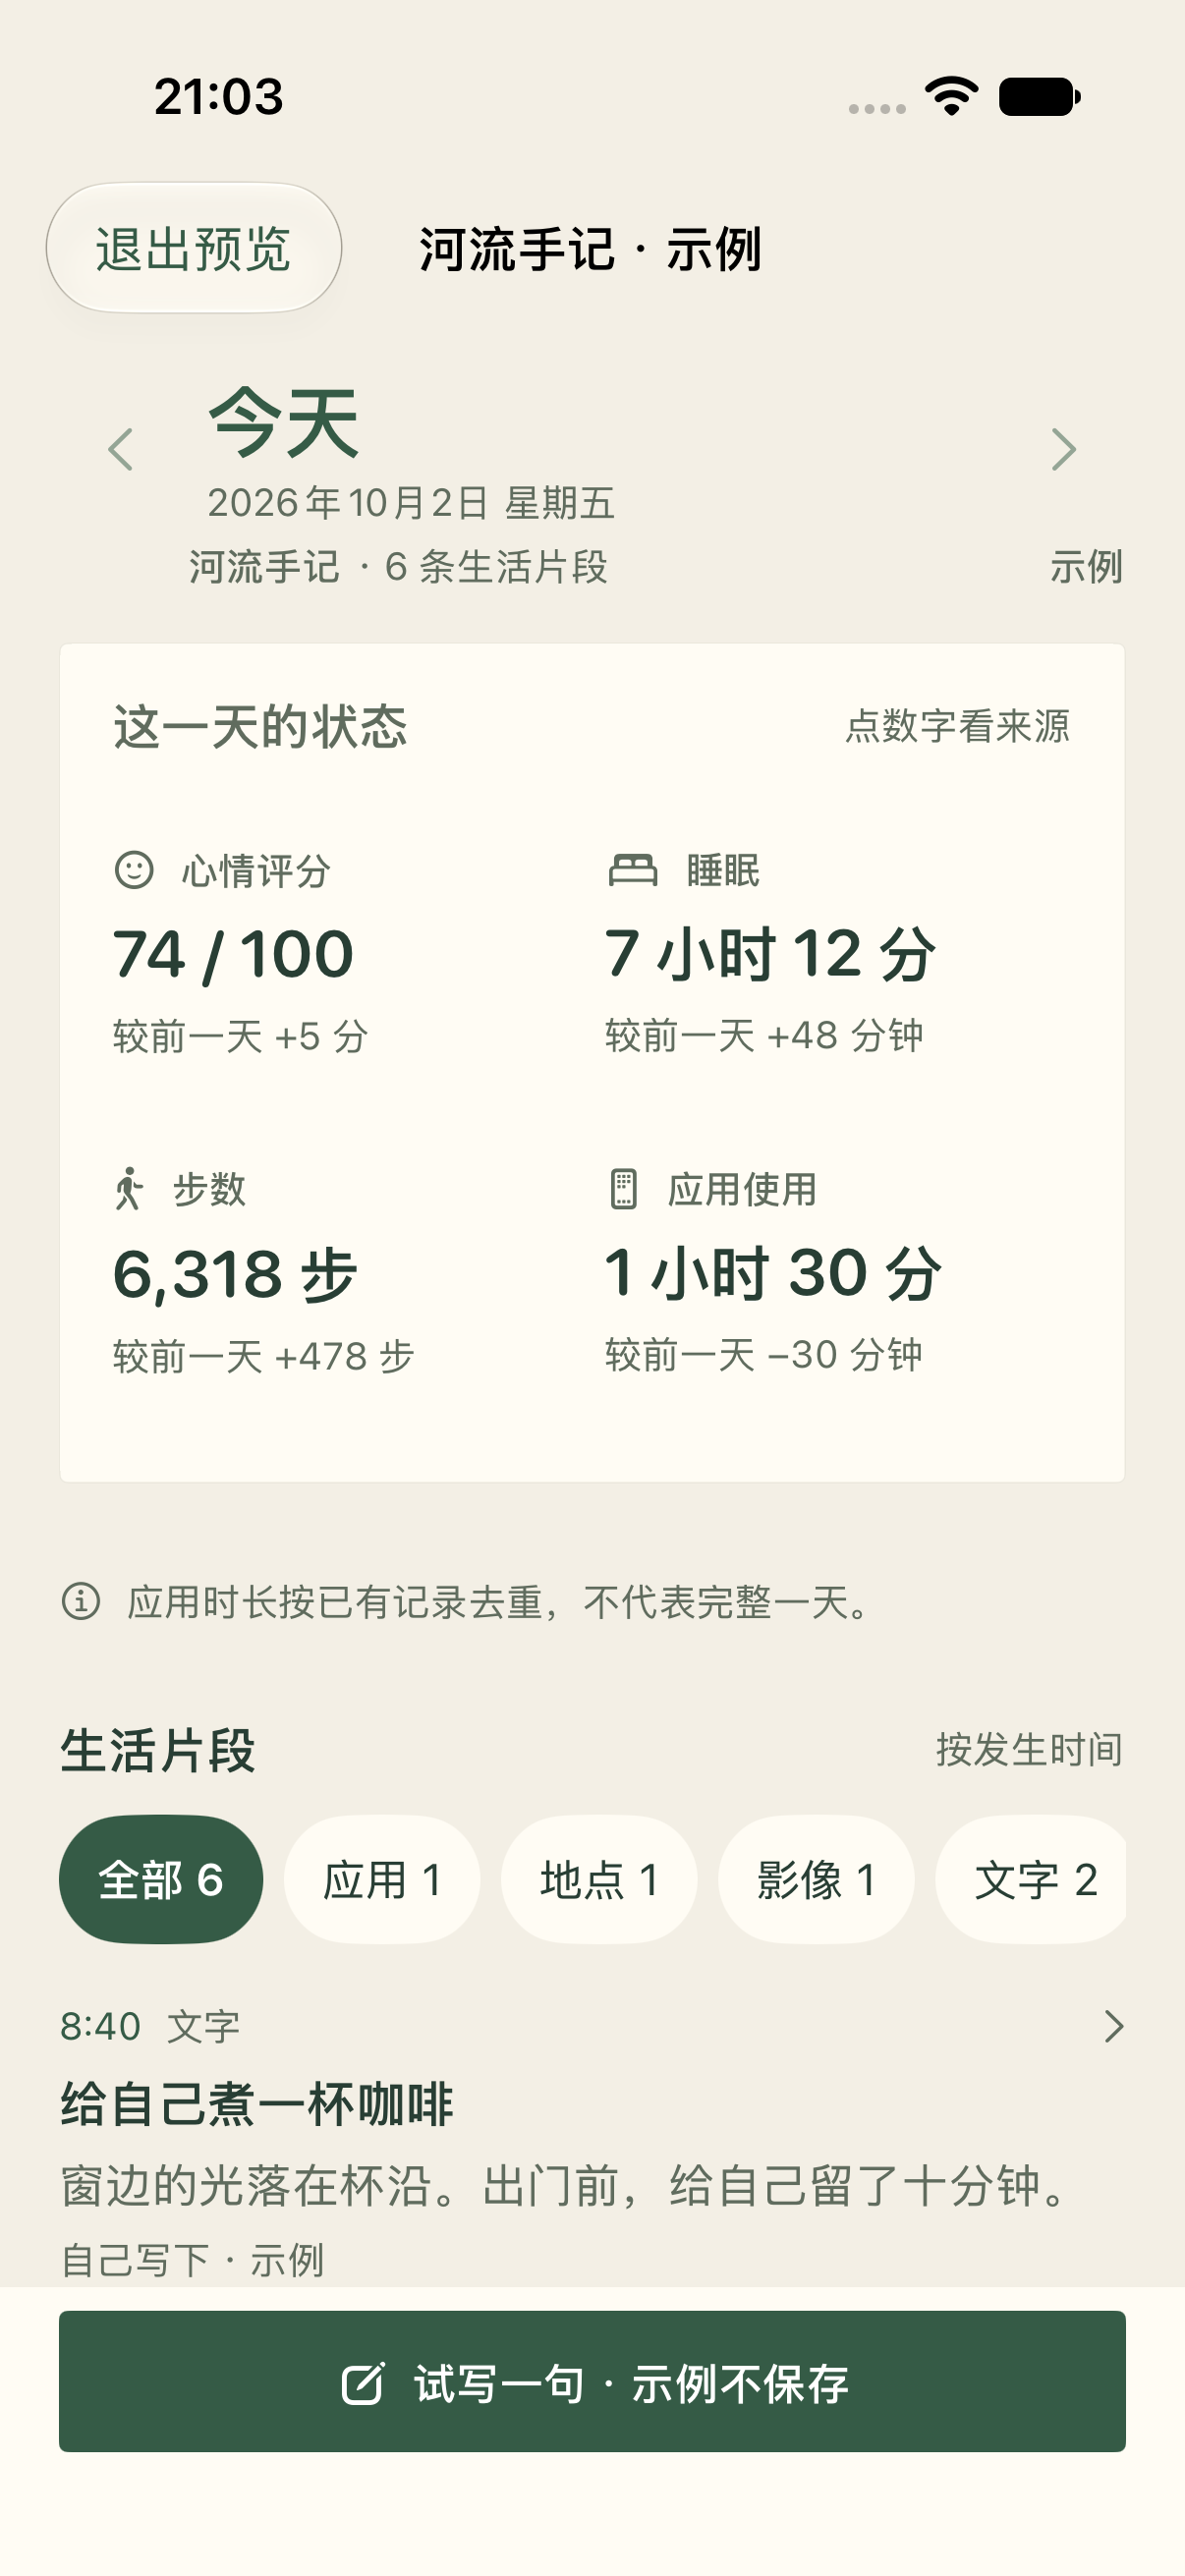 21:03
退出预览
河流手记 · 示例
今天
2026年10月2日 星期五
河流手记 · 6 条生活片段
示例
这一天的状态
点数字看来源
心情评分
睡眠
74 / 100
7 小时 12 分
较前一天 +5 分
较前一天 +48 分钟
步数
应用使用
6,318 步
1 小时 30 分
较前一天 +478 步
较前一天 −30 分钟
应用时长按已有记录去重，不代表完整一天。
生活片段
按发生时间
全部 6
应用 1
地点 1
影像 1
文字 2
8:40 文字
给自己煮一杯咖啡
窗边的光落在杯沿。出门前，给自己留了十分钟。
自己写下 · 示例
试写一句 · 示例不保存